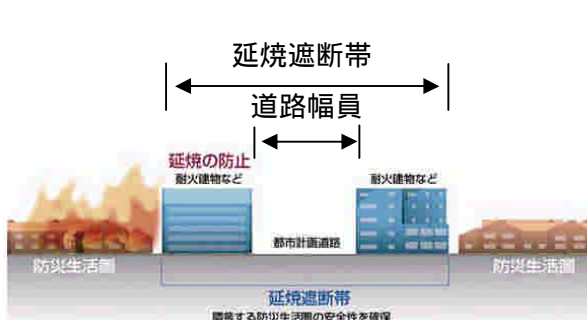 延焼遮断帯
道路幅員
延焼の防止
耐火建物など
耐火建物など
都市計画道路
防災生活圏
防災生活圏
延焼遮断帯
隣接する防災生活圏の安全性を確保